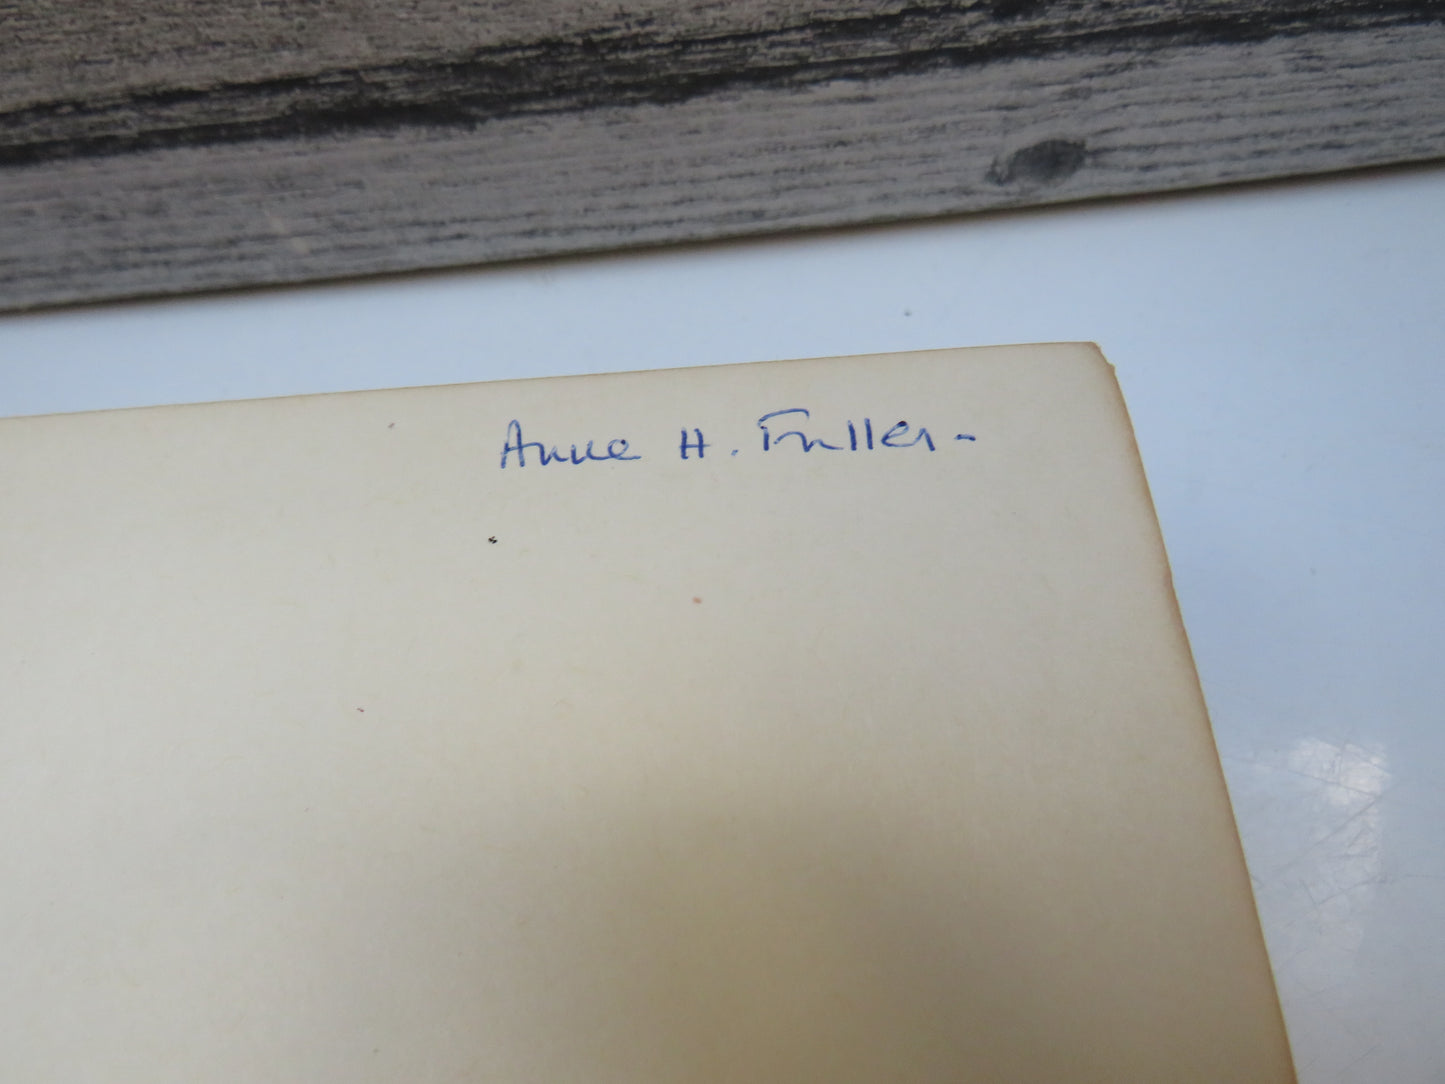 Anne H. Fuller-